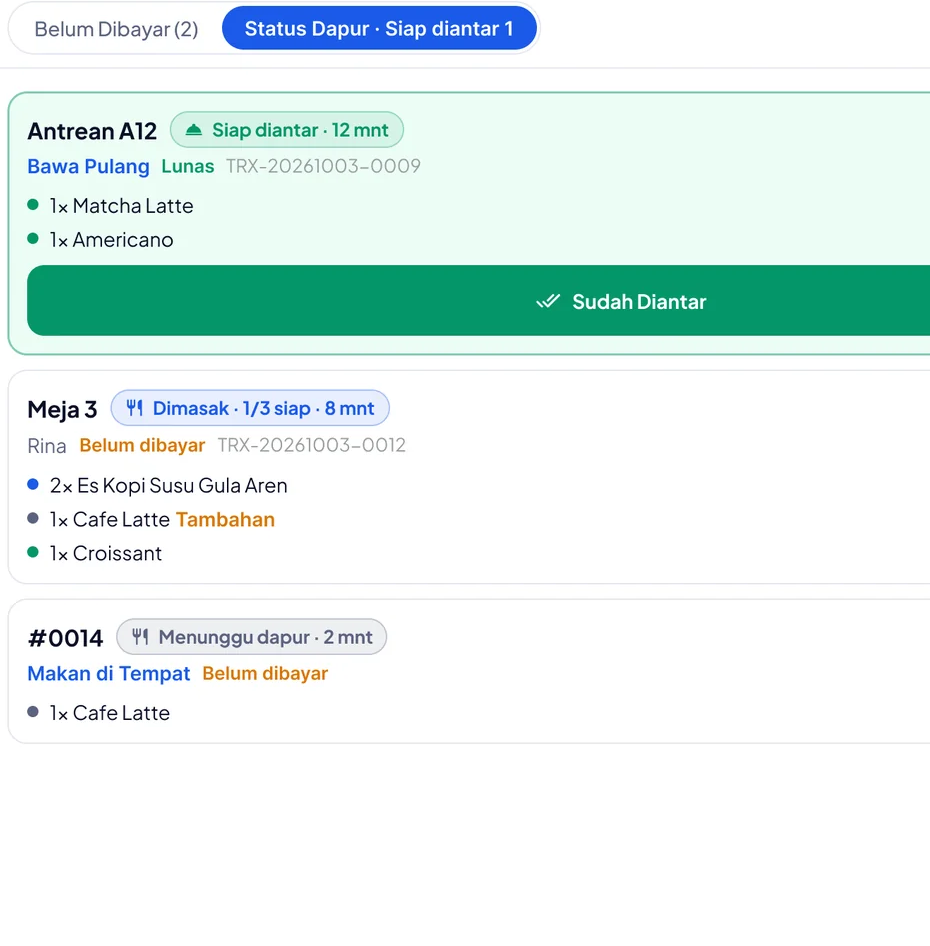 Belum Dibayar (2)
Status Dapur · Siap diantar 1
Antrean A12
Siap diantar · 12 mnt
Bawa Pulang Lunas TRX-20261003-0009
1× Matcha Latte
1× Americano
Sudah Diantar
Meja 3
Dimasak · 1/3 siap · 8 mnt
Rina Belum dibayar TRX-20261003-0012
2× Es Kopi Susu Gula Aren
1× Cafe Latte Tambahan
1× Croissant
#0014
Menunggu dapur · 2 mnt
Makan di Tempat Belum dibayar
1× Cafe Latte